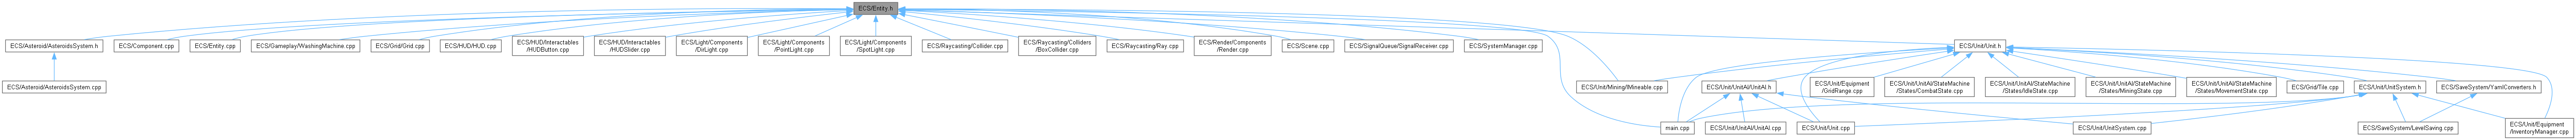 ECS/Entity.h
ECS/Asteroid/AsteroidsSystem.h
ECS/Component.cpp
ECS/Entity.cpp
ECS/Gameplay/WashingMachine.cpp
ECS/Grid/Grid.cpp
ECS/HUD/HUD.cpp
ECS/HUD/Interactables
/HUDButton.cpp
ECS/HUD/Interactables
/HUDSlider.cpp
ECS/Light/Components
/DirLight.cpp
ECS/Light/Components
/PointLight.cpp
ECS/Light/Components
/SpotLight.cpp
ECS/Raycasting/Collider.cpp
ECS/Raycasting/Colliders
/BoxCollider.cpp
ECS/Raycasting/Ray.cpp
ECS/Render/Components
/Render.cpp
ECS/Scene.cpp
ECS/SignalQueue/SignalReceiver.cpp
ECS/SystemManager.cpp
ECS/Unit/Unit.h
ECS/Asteroid/AsteroidsSystem.cpp
ECS/Unit/Mining/IMineable.cpp
ECS/Unit/UnitAI/UnitAI.h
ECS/Unit/Equipment
/GridRange.cpp
ECS/Unit/UnitAI/StateMachine
/States/CombatState.cpp
ECS/Unit/UnitAI/StateMachine
/States/IdleState.cpp
ECS/Unit/UnitAI/StateMachine
/States/MiningState.cpp
ECS/Unit/UnitAI/StateMachine
/States/MovementState.cpp
ECS/Grid/Tile.cpp
ECS/Unit/UnitSystem.h
ECS/SaveSystem/YamlConverters.h
main.cpp
ECS/Unit/UnitAI/UnitAI.cpp
ECS/Unit/Unit.cpp
ECS/Unit/UnitSystem.cpp
ECS/SaveSystem/LevelSaving.cpp
ECS/Unit/Equipment
/InventoryManager.cpp